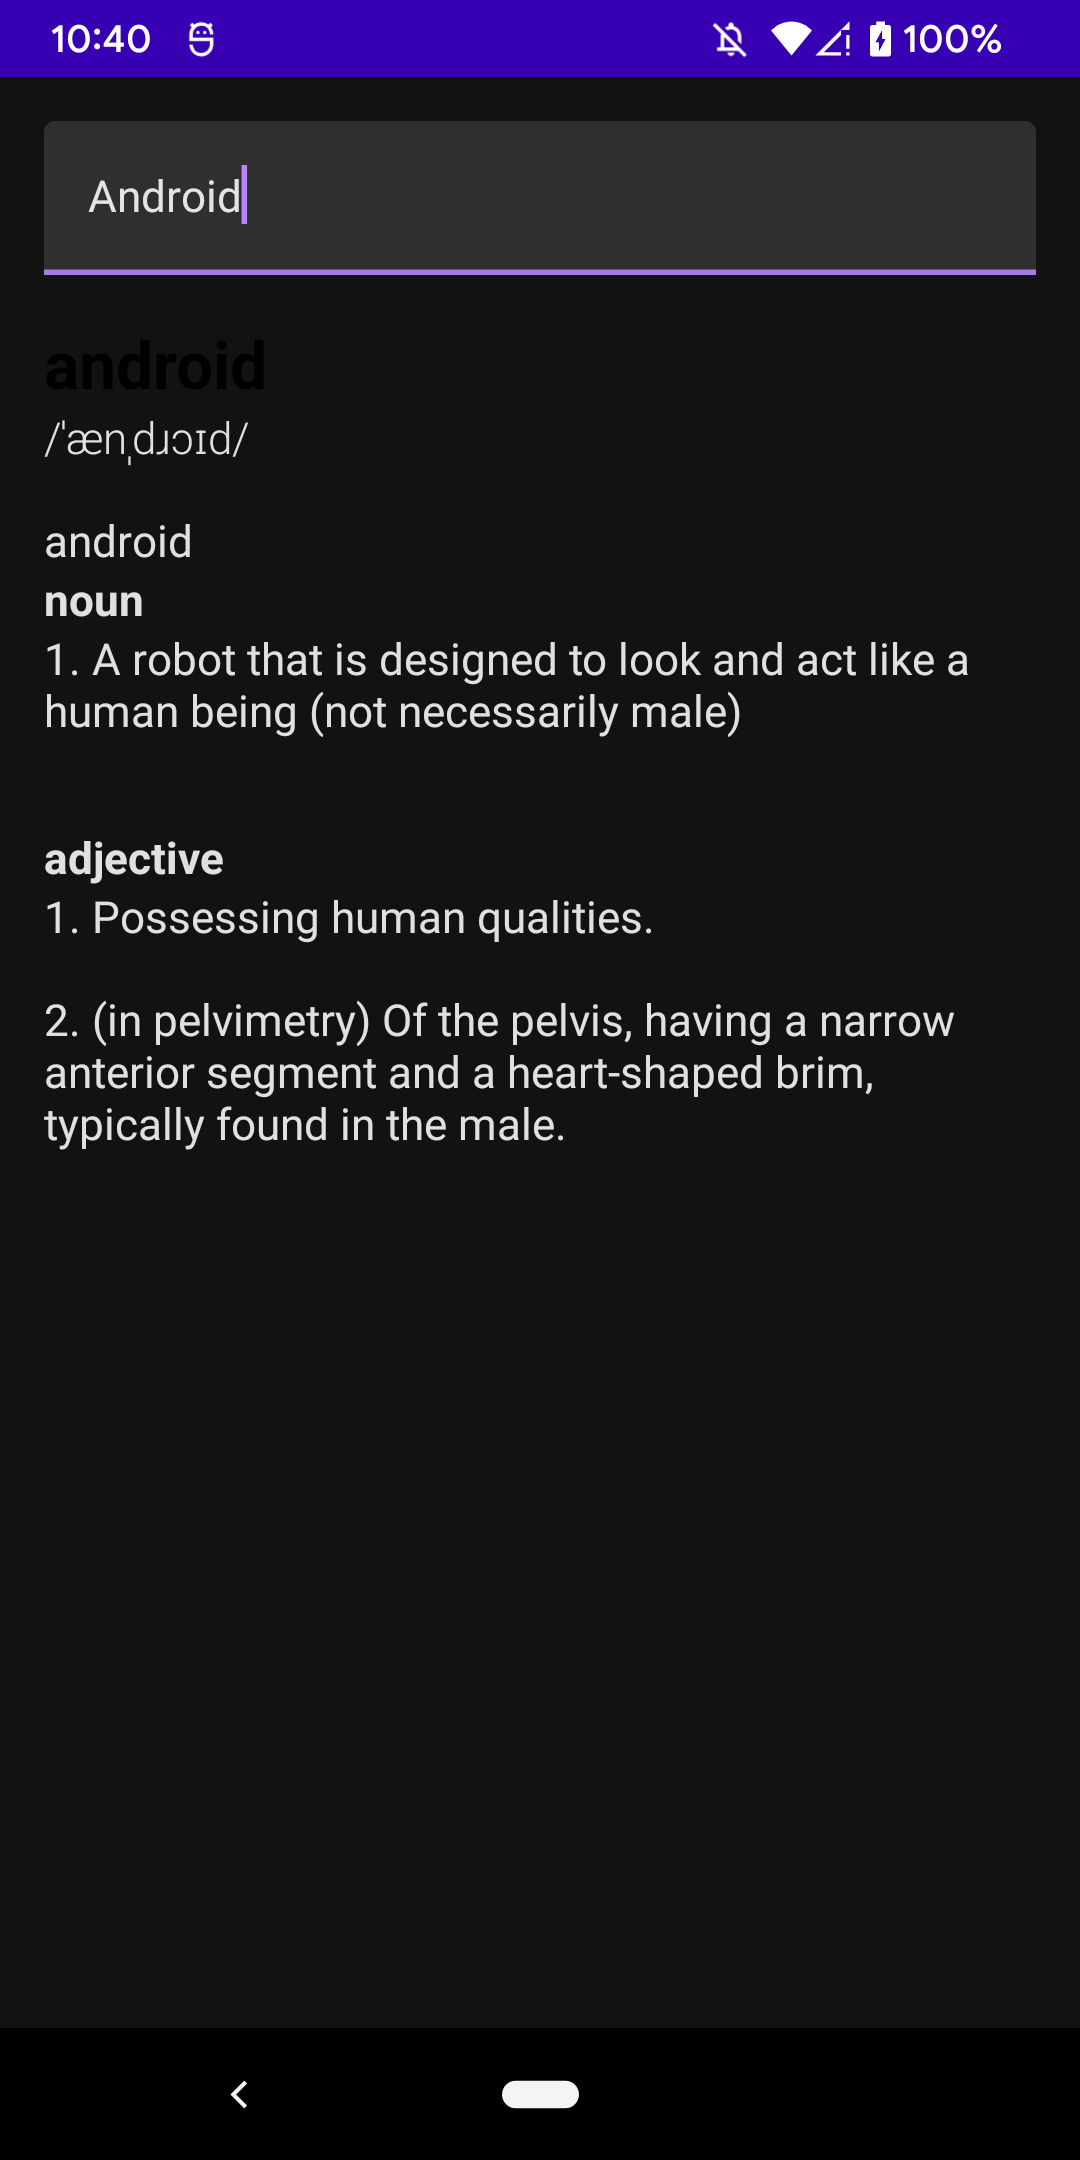 10:40 100%
Android
android
/ˈænˌdɹɔɪd/
android
noun
1. A robot that is designed to look and act like a
human being (not necessarily male)
adjective
1. Possessing human qualities.
2. (in pelvimetry) Of the pelvis, having a narrow
anterior segment and a heart-shaped brim,
typically found in the male.